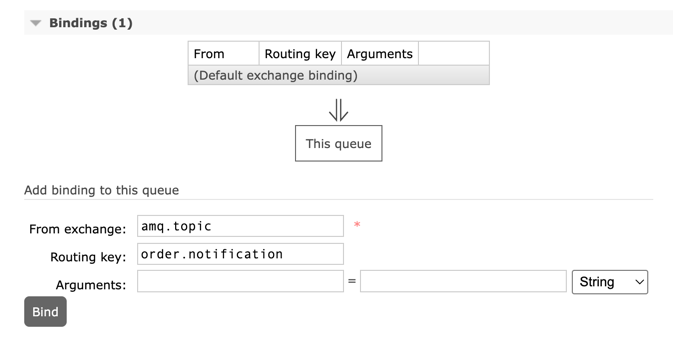 Bindings (1)
From Routing key Arguments
(Default exchange binding)
⇓
This queue
Add binding to this queue
From exchange: amq.topic *
Routing key: order.notification
Arguments: = String
Bind